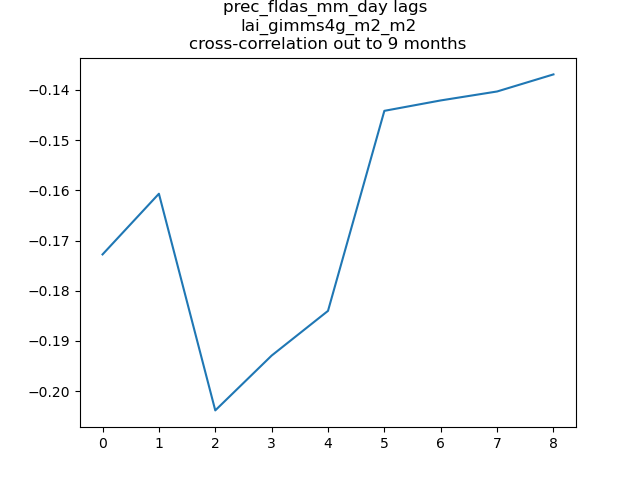 prec_fldas_mm_day lags
lai_gimms4g_m2_m2
cross-correlation out to 9 months
−0.14
−0.15
−0.16
−0.17
−0.18
−0.19
−0.20
0 1 2 3 4 5 6 7 8